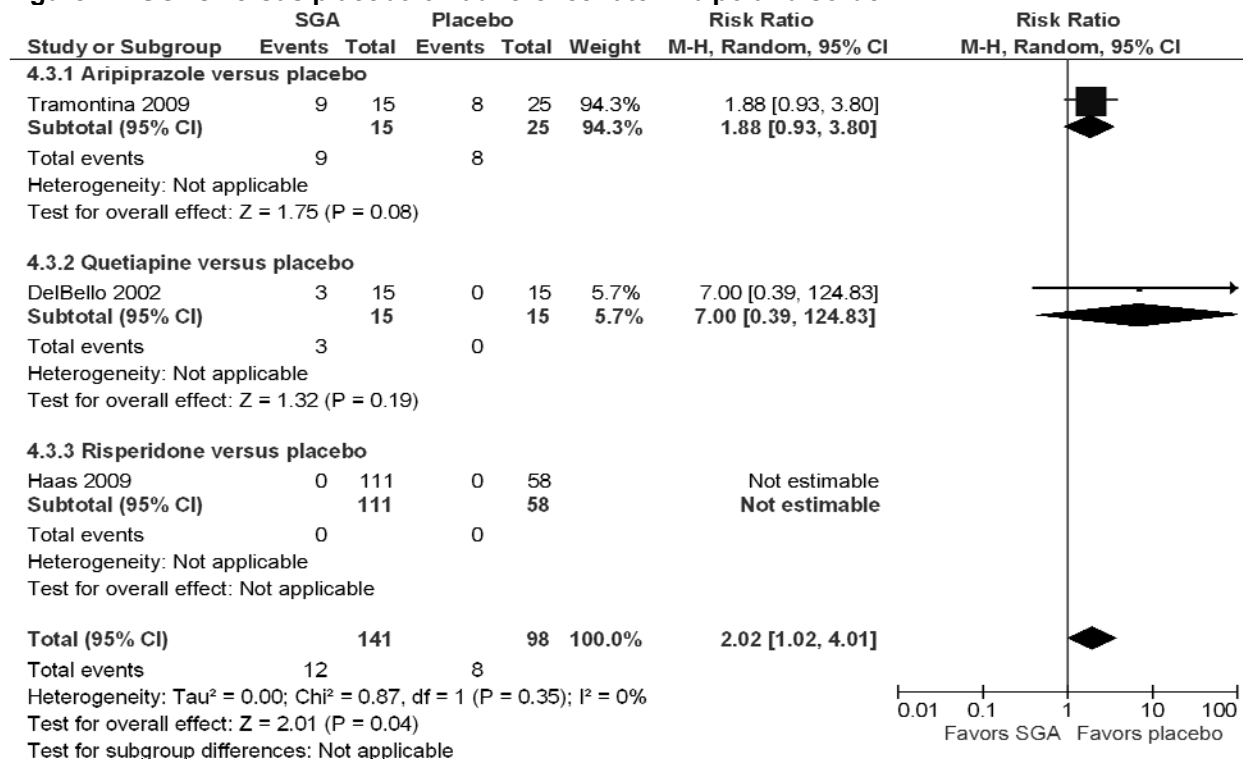 SGA Placebo Risk Ratio Risk Ratio
Study or Subgroup Events Total Events Total Weight M-H, Random, 95% CI M-H, Random, 95% CI
4.3.1 Aripiprazole versus placebo
Tramontina 2009 9 15 8 25 94.3% 1.88 [0.93, 3.80]
Subtotal (95% CI) 15 25 94.3% 1.88 [0.93, 3.80]
Total events 9 8
Heterogeneity: Not applicable
Test for overall effect: Z = 1.75 (P = 0.08)
4.3.2 Quetiapine versus placebo
DelBello 2002 3 15 0 15 5.7% 7.00 [0.39, 124.83]
Subtotal (95% CI) 15 15 5.7% 7.00 [0.39, 124.83]
Total events 3 0
Heterogeneity: Not applicable
Test for overall effect: Z = 1.32 (P = 0.19)
4.3.3 Risperidone versus placebo
Haas 2009 0 111 0 58 Not estimable
Subtotal (95% CI) 111 58 Not estimable
Total events 0 0
Heterogeneity: Not applicable
Test for overall effect: Not applicable
Total (95% CI) 141 98 100.0% 2.02 [1.02, 4.01]
Total events 12 8
Heterogeneity: Tau² = 0.00; Chi² = 0.87, df = 1 (P = 0.35); I² = 0%
Test for overall effect: Z = 2.01 (P = 0.04)
Test for subgroup differences: Not applicable
0.01 0.1 1 10 100
Favors SGA Favors placebo